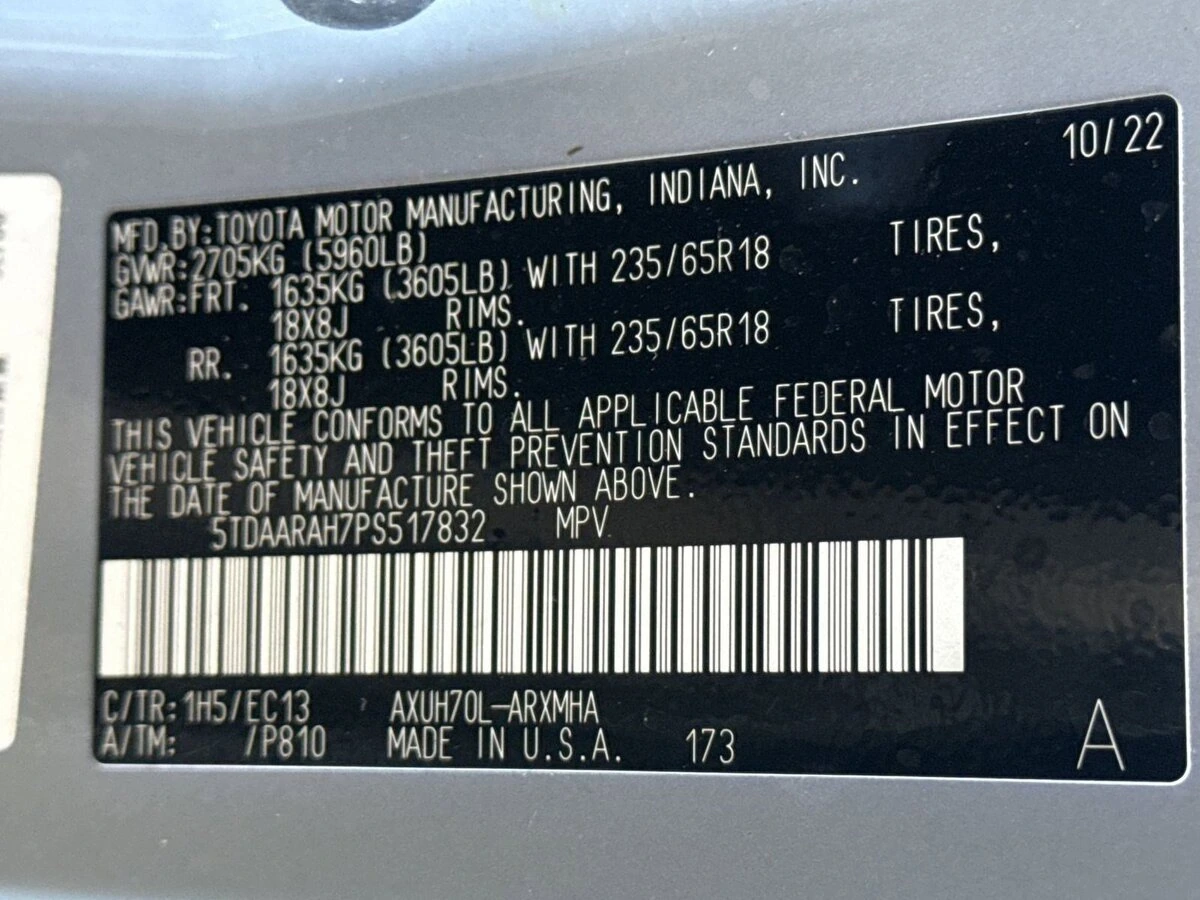 10/22
MFD.BY:TOYOTA MOTOR MANUFACTURING, INDIANA, INC.
GVWR:2705KG (5960LB)
GAWR:FRT. 1635KG (3605LB) WITH 235/65R18 TIRES,
18X8J RIMS.
RR. 1635KG (3605LB) WITH 235/65R18 TIRES,
18X8J RIMS.
THIS VEHICLE CONFORMS TO ALL APPLICABLE FEDERAL MOTOR
VEHICLE SAFETY AND THEFT PREVENTION STANDARDS IN EFFECT ON
THE DATE OF MANUFACTURE SHOWN ABOVE.
5TDAARAH7PS517832 MPV
C/TR:1H5/EC13 AXUH70L-ARXMHA
A/TM: /P810 MADE IN U.S.A. 173 A